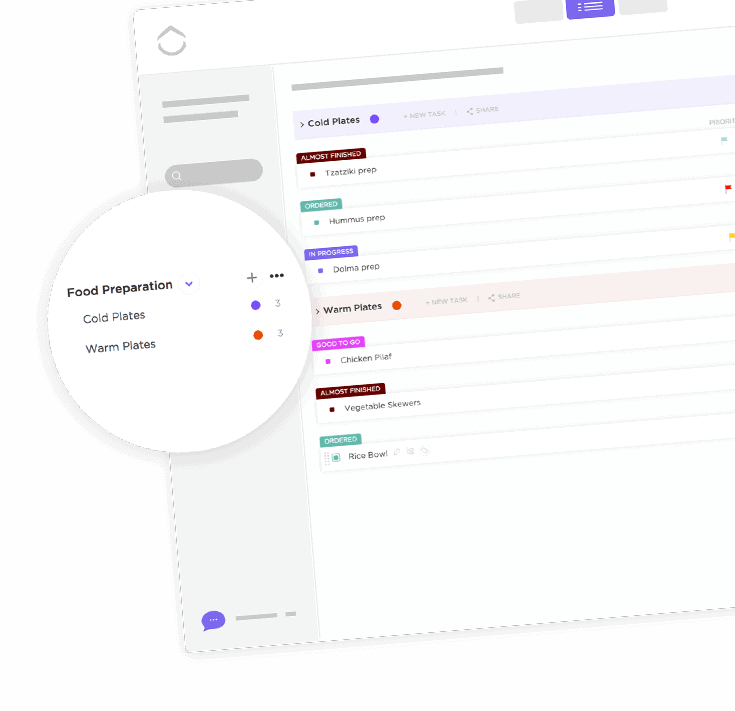 Cold Plates + NEW TASK | SHARE
PRIORIT
ALMOST FINISHED
Tzatziki prep
ORDERED
Hummus prep
IN PROGRESS
Dolma prep
Food Preparation
Cold Plates 3
Warm Plates 3
Warm Plates + NEW TASK | SHARE
GOOD TO GO
Chicken Pilaf
ALMOST FINISHED
Vegetable Skewers
ORDERED
Rice Bowl